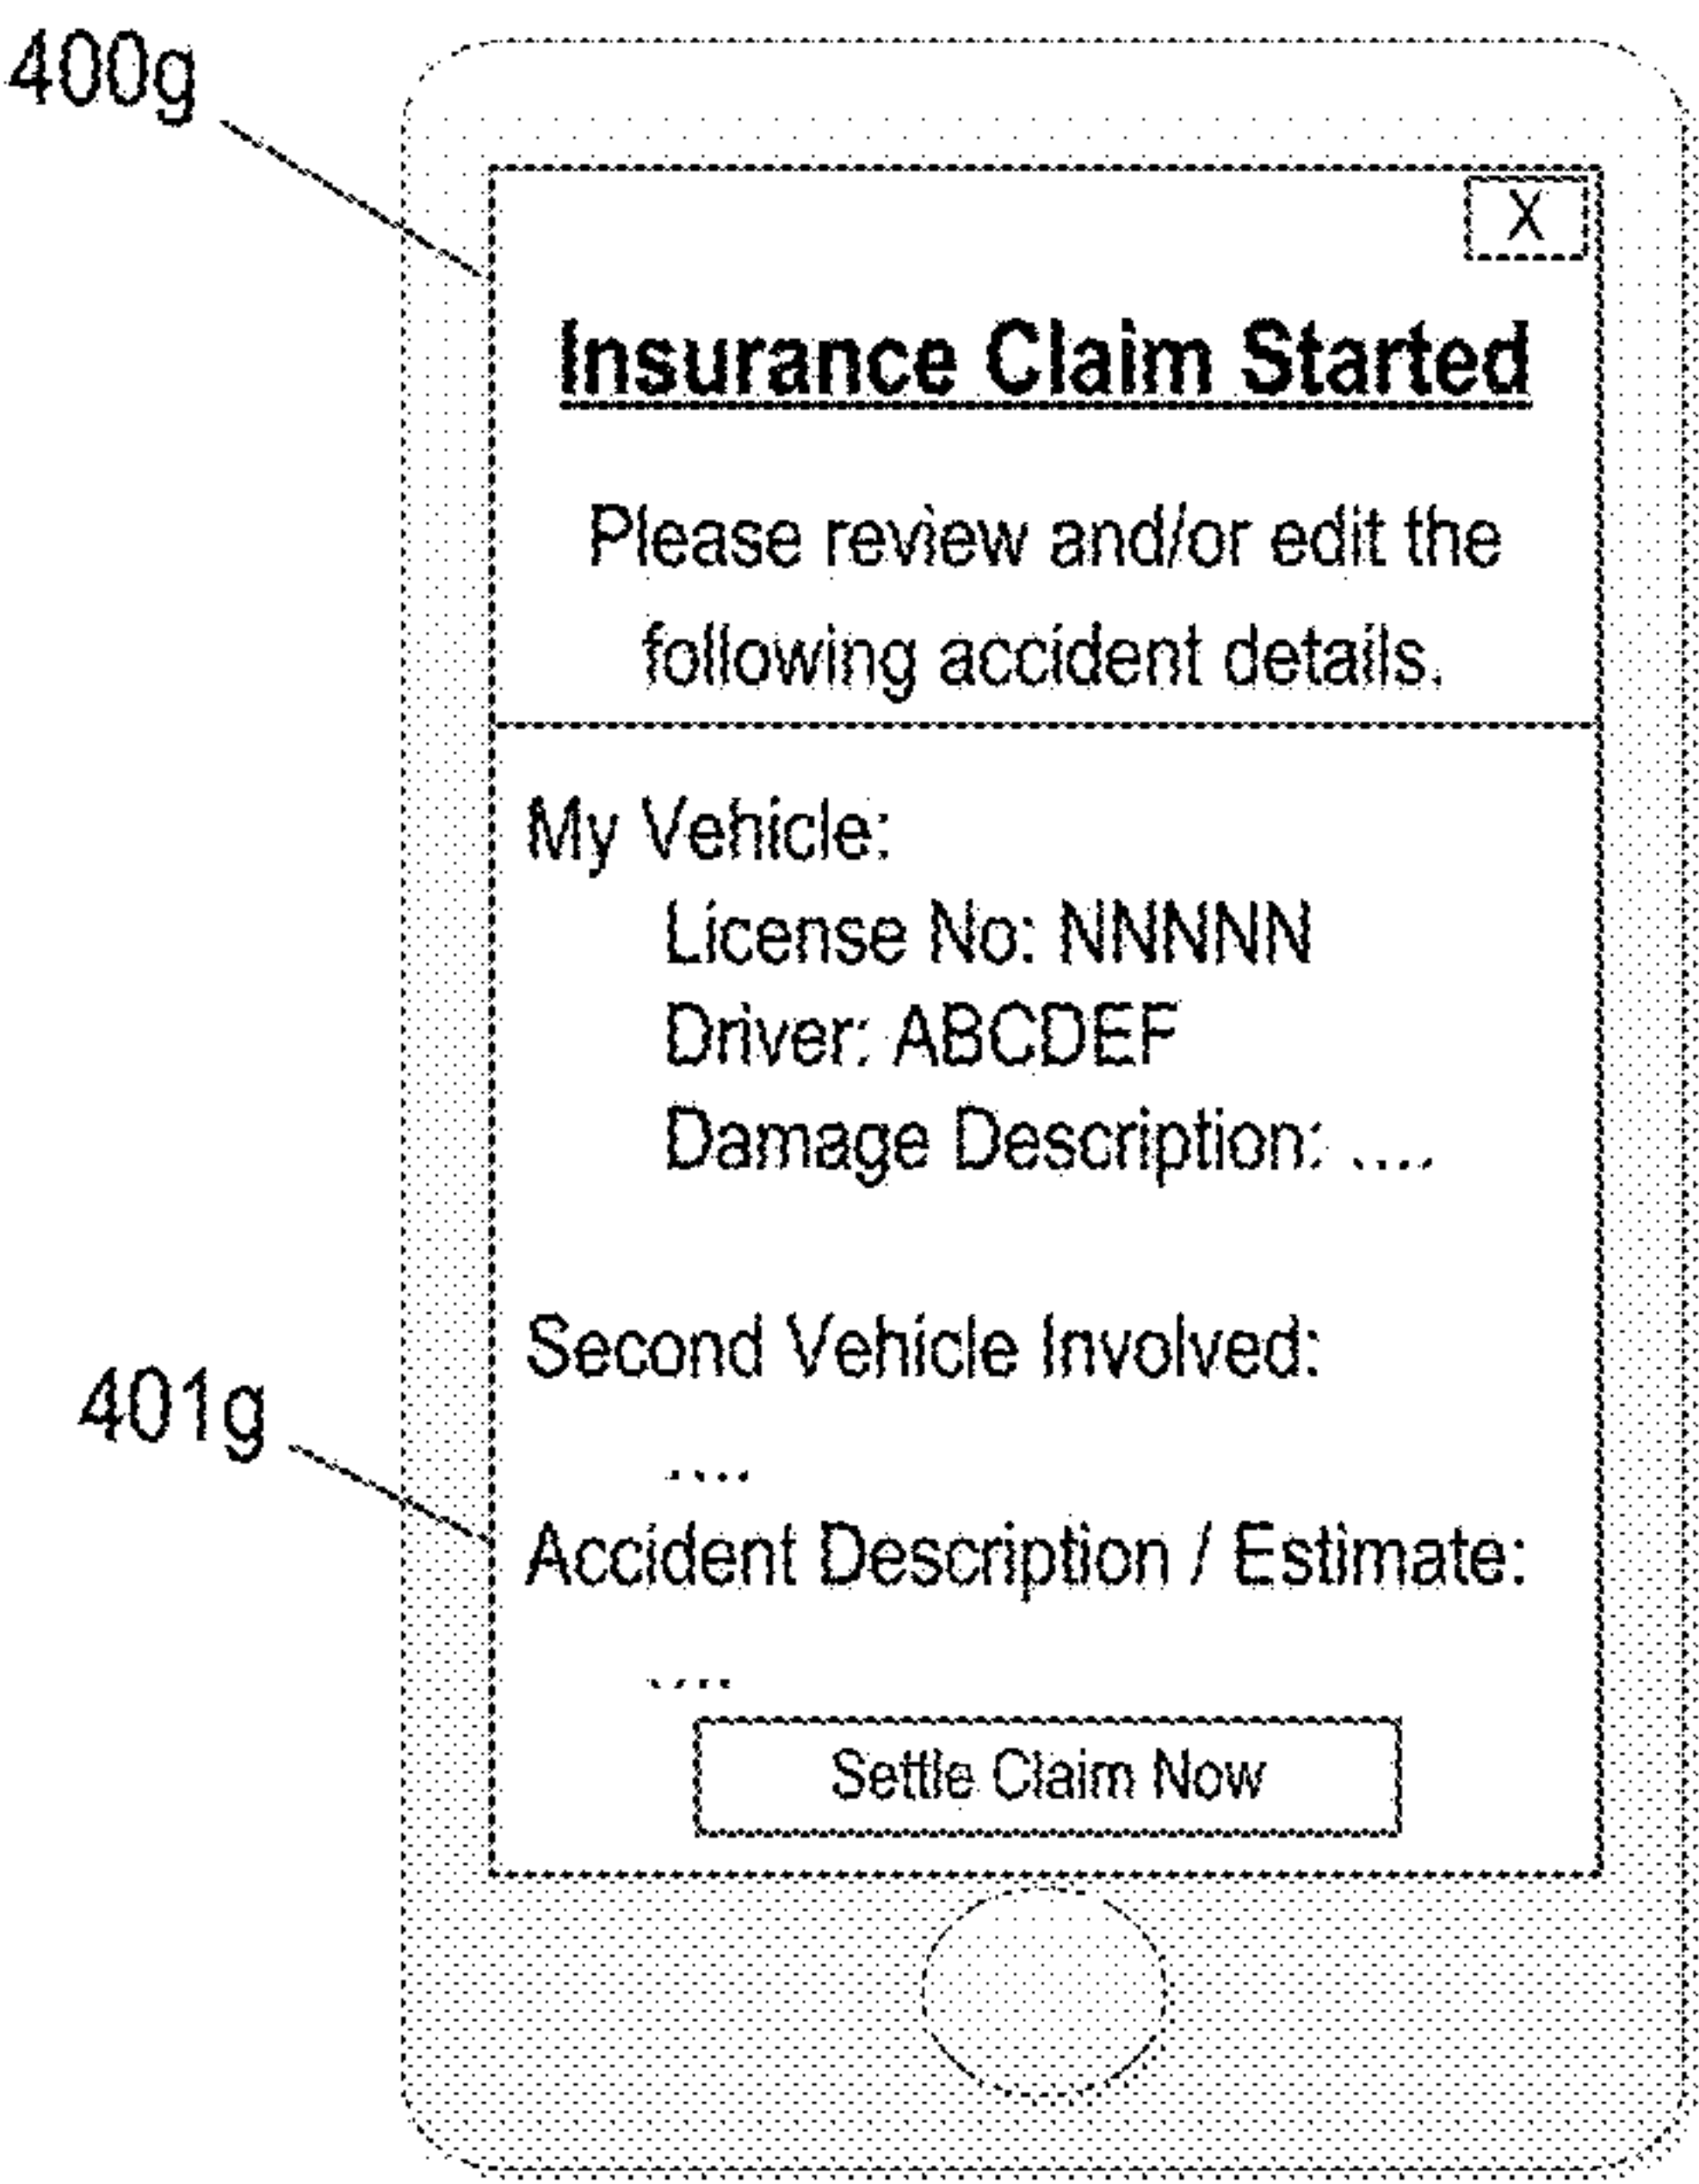 400g
X
Insurance Claim Started
Please review and/or edit the
following accident details.
My Vehicle:
License No: NNNNN
Driver: ABCDEF
Damage Description: ....
Second Vehicle Involved:
....
401g
Accident Description / Estimate:
....
Settle Claim Now